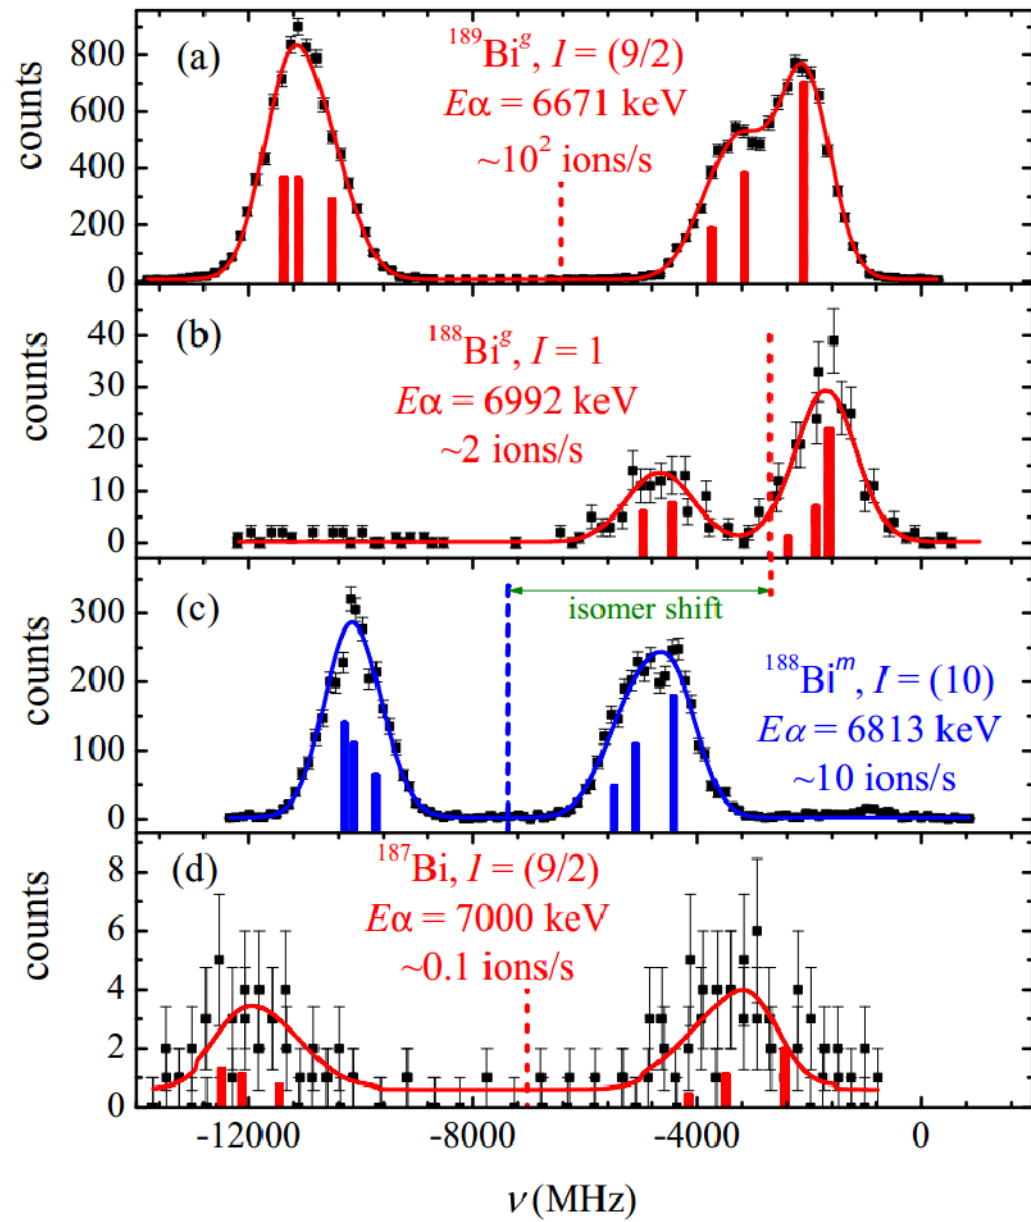 (a)
¹⁸⁹Biᵍ, I = (9/2)
Eα = 6671 keV
~10² ions/s
counts
800
600
400
200
0
(b)
¹⁸⁸Biᵍ, I = 1
Eα = 6992 keV
~2 ions/s
counts
40
30
20
10
0
(c)
isomer shift
¹⁸⁸Biᵐ, I = (10)
Eα = 6813 keV
~10 ions/s
counts
300
200
100
0
(d)
¹⁸⁷Bi, I = (9/2)
Eα = 7000 keV
~0.1 ions/s
counts
8
6
4
2
0
-12000 -8000 -4000 0
ν (MHz)